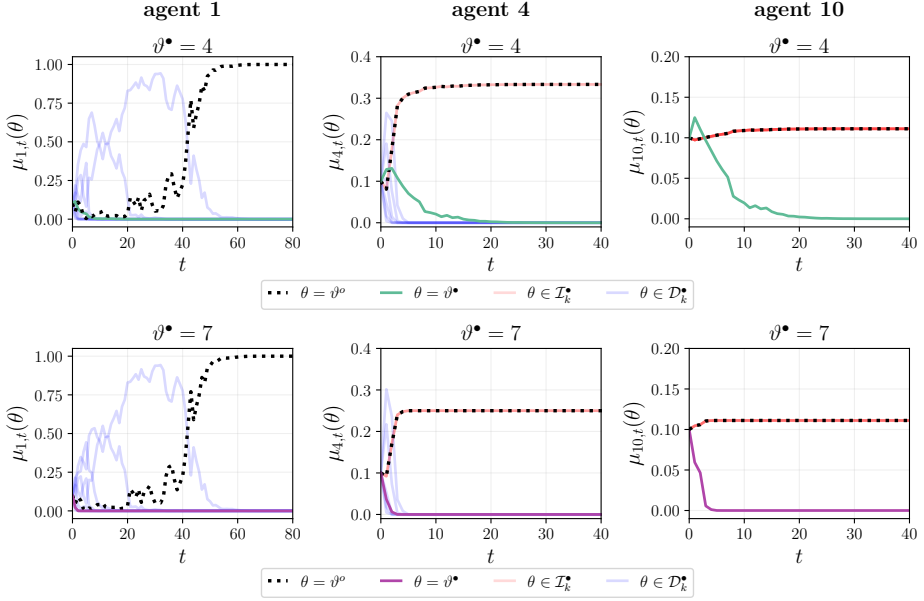 agent 1
agent 4
agent 10
ϑ• = 4
ϑ• = 4
ϑ• = 4
μ1,t(θ)
1.00
0.75
0.50
0.25
0.00
0 20 40 60 80
t
μ4,t(θ)
0.4
0.3
0.2
0.1
0.0
0 10 20 30 40
t
μ10,t(θ)
0.20
0.15
0.10
0.05
0.00
0 10 20 30 40
t
θ = ϑo θ = ϑ• θ ∈ I•k θ ∈ D•k
ϑ• = 7
ϑ• = 7
ϑ• = 7
μ1,t(θ)
1.00
0.75
0.50
0.25
0.00
0 20 40 60 80
t
μ4,t(θ)
0.4
0.3
0.2
0.1
0.0
0 10 20 30 40
t
μ10,t(θ)
0.20
0.15
0.10
0.05
0.00
0 10 20 30 40
t
θ = ϑo θ = ϑ• θ ∈ I•k θ ∈ D•k